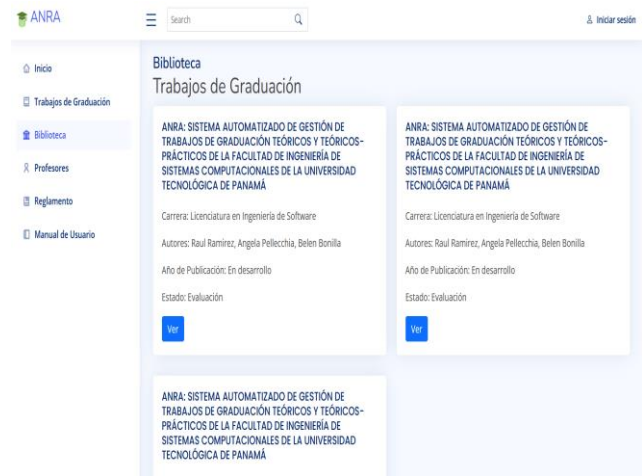 ANRA
Search
Iniciar sesión
Inicio
Trabajos de Graduación
Biblioteca
Profesores
Reglamento
Manual de Usuario
Biblioteca
Trabajos de Graduación
ANRA: SISTEMA AUTOMATIZADO DE GESTIÓN DE
TRABAJOS DE GRADUACIÓN TEÓRICOS Y TEÓRICOS-
PRÁCTICOS DE LA FACULTAD DE INGENIERÍA DE
SISTEMAS COMPUTACIONALES DE LA UNIVERSIDAD
TECNOLÓGICA DE PANAMÁ
Carrera: Licenciatura en Ingeniería de Software
Autores: Raul Ramirez, Angela Pellecchia, Belen Bonilla
Año de Publicación: En desarrollo
Estado: Evaluación
Ver
ANRA: SISTEMA AUTOMATIZADO DE GESTIÓN DE
TRABAJOS DE GRADUACIÓN TEÓRICOS Y TEÓRICOS-
PRÁCTICOS DE LA FACULTAD DE INGENIERÍA DE
SISTEMAS COMPUTACIONALES DE LA UNIVERSIDAD
TECNOLÓGICA DE PANAMÁ
Carrera: Licenciatura en Ingeniería de Software
Autores: Raul Ramirez, Angela Pellecchia, Belen Bonilla
Año de Publicación: En desarrollo
Estado: Evaluación
Ver
ANRA: SISTEMA AUTOMATIZADO DE GESTIÓN DE
TRABAJOS DE GRADUACIÓN TEÓRICOS Y TEÓRICOS-
PRÁCTICOS DE LA FACULTAD DE INGENIERÍA DE
SISTEMAS COMPUTACIONALES DE LA UNIVERSIDAD
TECNOLÓGICA DE PANAMÁ